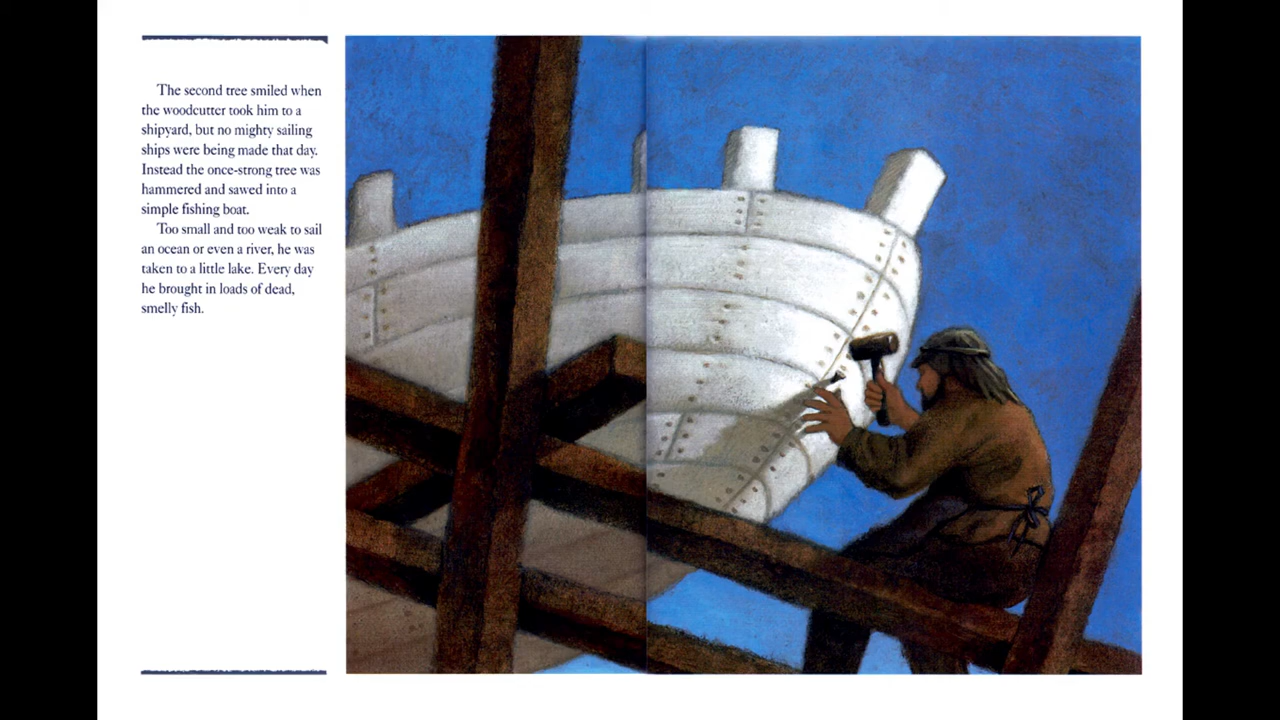 The second tree smiled when
the woodcutter took him to a
shipyard, but no mighty sailing
ships were being made that day.
Instead the once-strong tree was
hammered and sawed into a
simple fishing boat.
Too small and too weak to sail
an ocean or even a river, he was
taken to a little lake. Every day
he brought in loads of dead,
smelly fish.